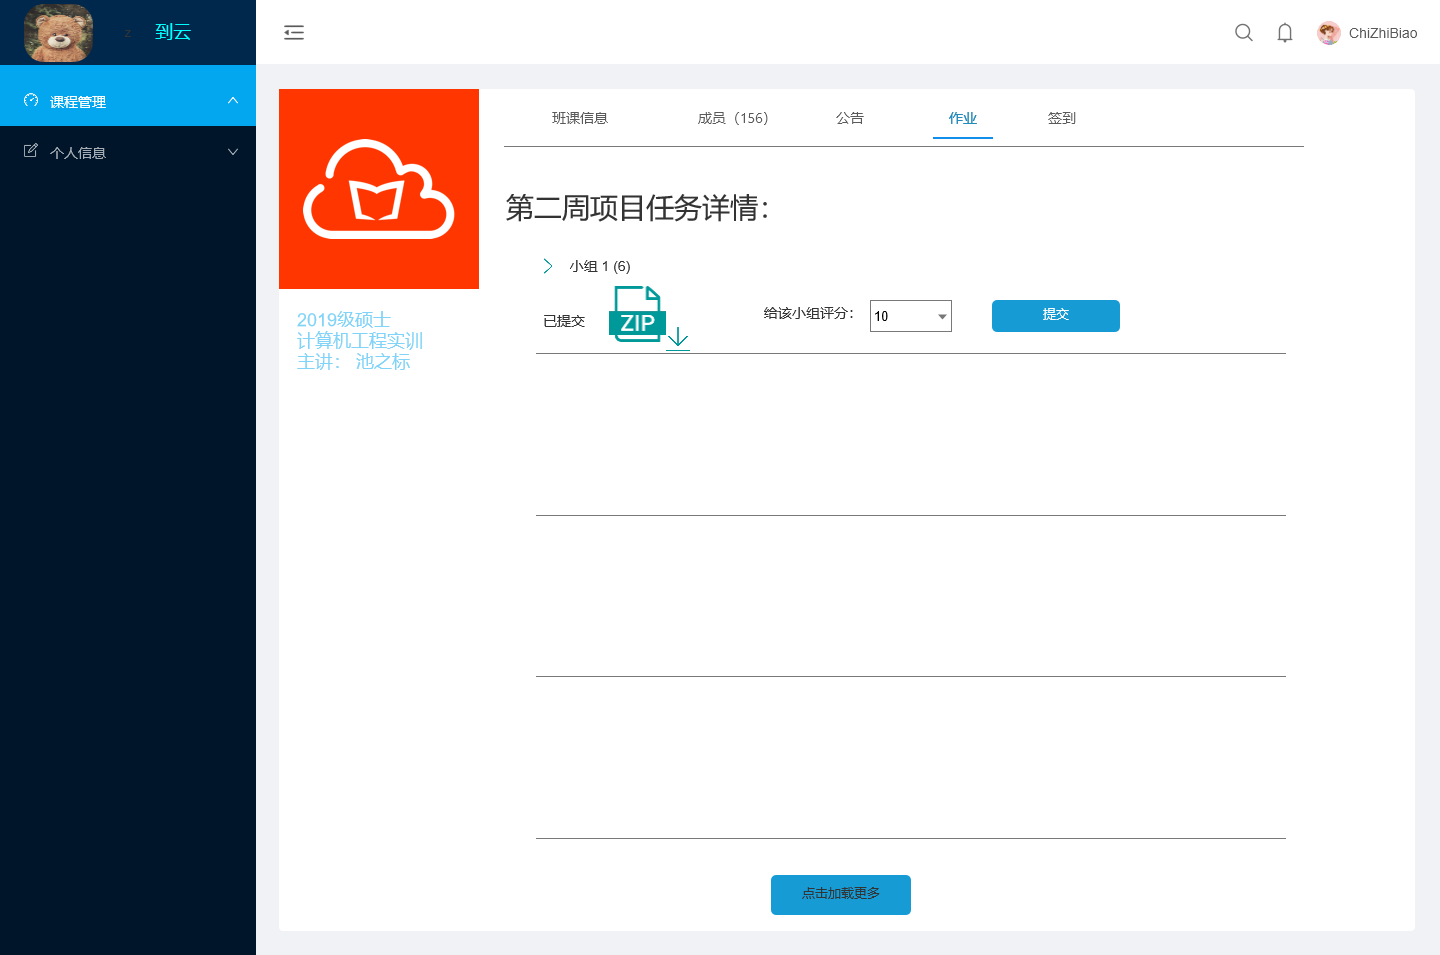 z 到云
ChiZhiBiao
课程管理
个人信息
班课信息 成员（156） 公告 作业 签到
第二周项目任务详情：
小组 1 (6)
已提交 ZIP 给该小组评分： 10 提交
2019级硕士
计算机工程实训
主讲： 池之标
点击加载更多